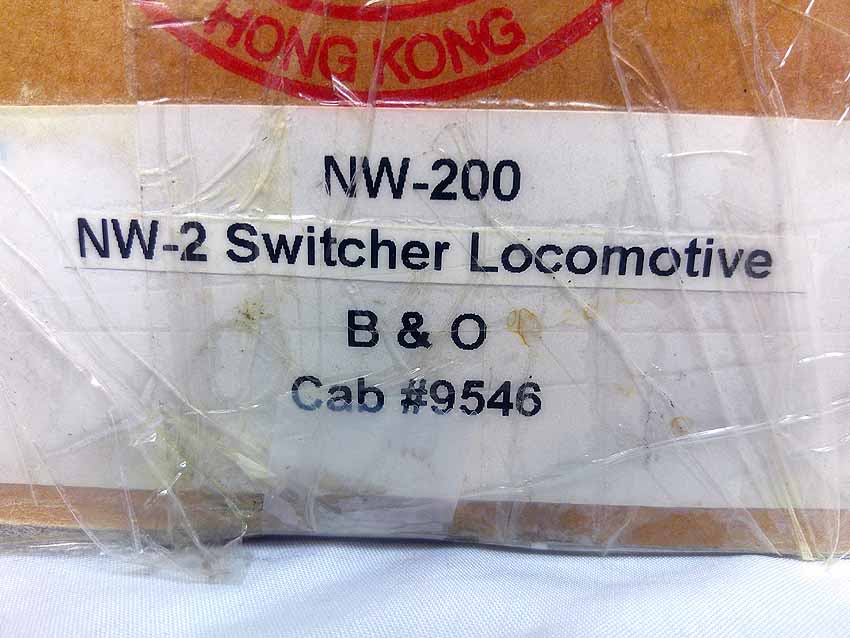 HONG KONG
NW-200
NW-2 Switcher Locomotive
B & O
Cab #9546